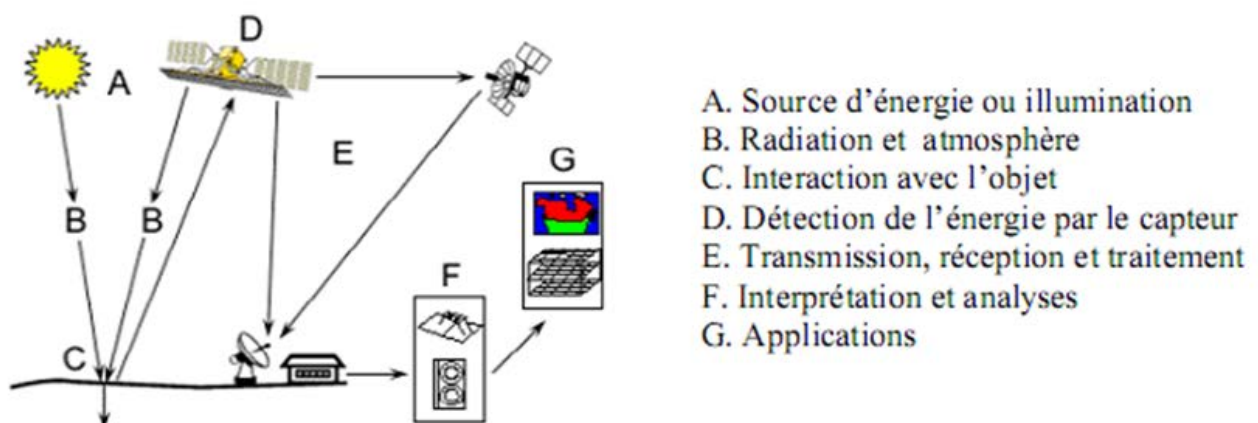 D
A
E
B
B
G
F
C
A. Source d'énergie ou illumination
B. Radiation et atmosphère
C. Interaction avec l'objet
D. Détection de l'énergie par le capteur
E. Transmission, réception et traitement
F. Interprétation et analyses
G. Applications